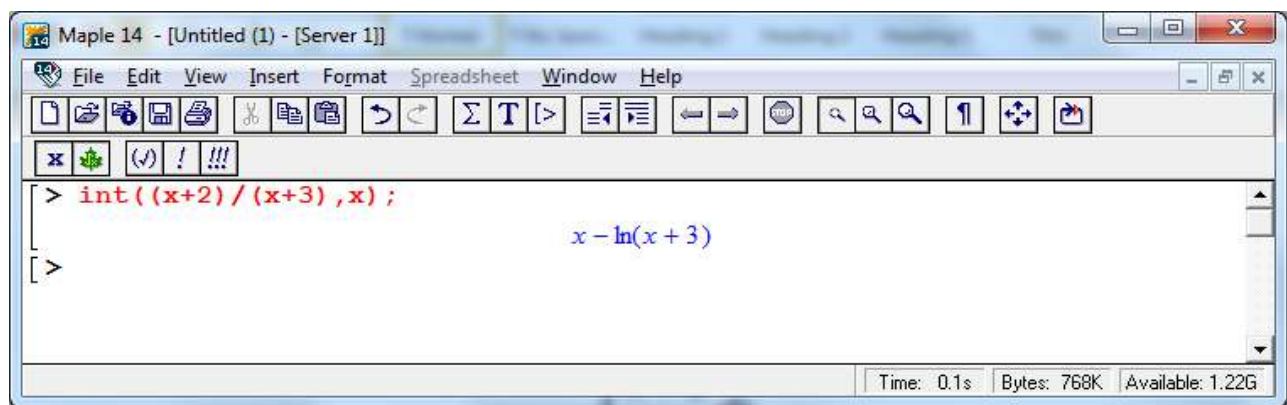 Maple 14 - [Untitled (1) - [Server 1]]
File Edit View Insert Format Spreadsheet Window Help
Σ T [>
STOP
¶
x (√) ! !!!
[> int((x+2)/(x+3),x);
x − ln(x + 3)
[>
Time: 0.1s Bytes: 768K Available: 1.22G